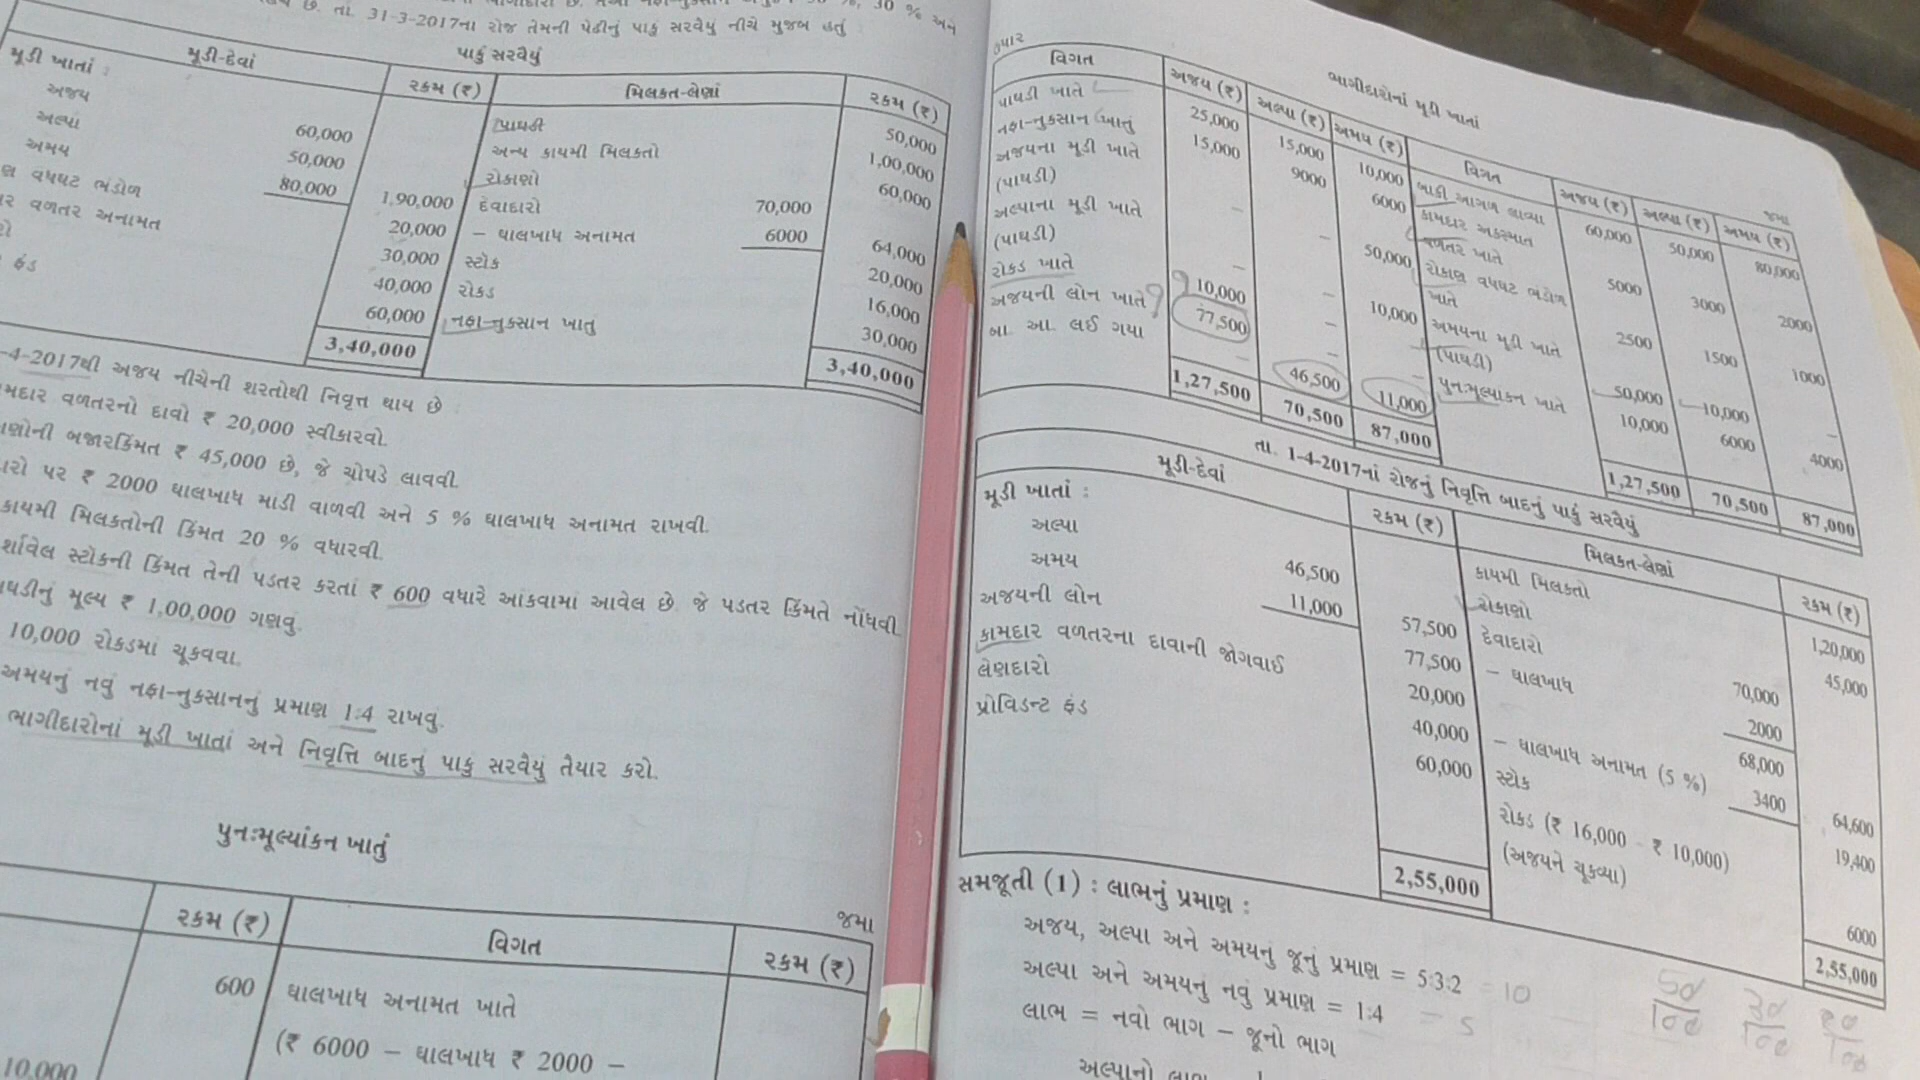 છે. તા. 31-3-2017ના રોજ તેમની પેઢીનું પાકું સરવૈયું નીચે મુજબ હતું
પાકું સરવૈયું
મૂડી-દેવાં રકમ (₹) મિલકત-લેણાં રકમ (₹)
મૂડી ખાતાં :
અજય 60,000
અલ્પા 50,000
અમય 80,000 1,90,000
વધઘટ ભંડોળ 20,000
વળતર અનામત 30,000
40,000
ફંડ 60,000
3,40,000
પાઘડી 50,000
અન્ય કાયમી મિલકતો 1,00,000
રોકાણો 60,000
દેવાદારો 70,000
– ઘાલખાધ અનામત 6000 64,000
સ્ટોક 20,000
રોકડ 16,000
નફા-નુકસાન ખાતુ 30,000
3,40,000
-4-2017થી અજય નીચેની શરતોથી નિવૃત્ત થાય છે
વળતરનો દાવો ₹ 20,000 સ્વીકારવો.
બજારકિંમત ₹ 45,000 છે, જે ચોપડે લાવવી.
પર ₹ 2000 ઘાલખાધ માડી વાળવી અને 5 % ઘાલખાધ અનામત રાખવી.
કાયમી મિલકતોની કિંમત 20 % વધારવી.
સ્ટોકની કિંમત તેની પડતર કરતાં ₹ 600 વધારે આંકવામાં આવેલ છે જે પડતર કિંમતે નોંધવી.
મૂલ્ય ₹ 1,00,000 ગણવુ.
10,000 રોકડમાં ચૂકવવા.
અમયનું નવું નફા-નુકસાનનું પ્રમાણ 1:4 રાખવું.
ભાગીદારોનાં મૂડી ખાતાં અને નિવૃત્તિ બાદનું પાકુ સરવૈયું તૈયાર કરો.
પુનઃમૂલ્યાંકન ખાતું
જમા
રકમ (₹) વિગત રકમ (₹)
600 ઘાલખાધ અનામત ખાતે
(₹ 6000 – ઘાલખાધ ₹ 2000 –
10,000
ભાગીદારોનાં મૂડી ખાતાં
ઉધાર જમા
વિગત અજય (₹) અલ્પા (₹) અમય (₹) વિગત અજય (₹) અલ્પા (₹) અમય (₹)
પાઘડી ખાતે 25,000 15,000 10,000
નફા-નુકસાન ખાતું 15,000 9000 6000
અજયના મૂડી ખાતે
(પાઘડી) – – 50,000
અલ્પાના મૂડી ખાતે
(પાઘડી) – – 10,000
રોકડ ખાતે 10,000 – –
અજયની લોન ખાતે 77,500 – –
બા. આ. લઈ ગયા – 46,500 11,000
1,27,500 70,500 87,000
બાકી આગળ લાવ્યા 60,000 50,000 80,000
કામદાર અકસ્માત
વળતર ખાતે 5000 3000 2000
રોકાણ વધઘટ ભંડોળ
ખાતે 2500 1500 1000
અમયના મૂડી ખાતે
(પાઘડી) 50,000 10,000 –
પુનઃમૂલ્યાંકન ખાતે 10,000 6000 4000
1,27,500 70,500 87,000
તા. 1-4-2017નાં રોજનું નિવૃત્તિ બાદનું પાકું સરવૈયું
મૂડી-દેવાં રકમ (₹) મિલકત-લેણાં રકમ (₹)
મૂડી ખાતાં :
અલ્પા 46,500
અમય 11,000 57,500
અજયની લોન 77,500
કામદાર વળતરના દાવાની જોગવાઈ 20,000
લેણદારો 40,000
પ્રોવિડન્ટ ફંડ 60,000
2,55,000
કાયમી મિલકતો 1,20,000
રોકાણો 45,000
દેવાદારો 70,000
– ઘાલખાધ 2000
68,000
– ઘાલખાધ અનામત (5 %) 3400 64,600
સ્ટોક 19,400
રોકડ (₹ 16,000 – ₹ 10,000)
(અજયને ચૂકવ્યા) 6000
2,55,000
સમજૂતી (1) : લાભનું પ્રમાણ :
અજય, અલ્પા અને અમયનું જૂનું પ્રમાણ = 5:3:2 = 10
અલ્પા અને અમયનું નવું પ્રમાણ = 1:4 = 5
લાભ = નવો ભાગ – જૂનો ભાગ
50/100 30/100 20/100